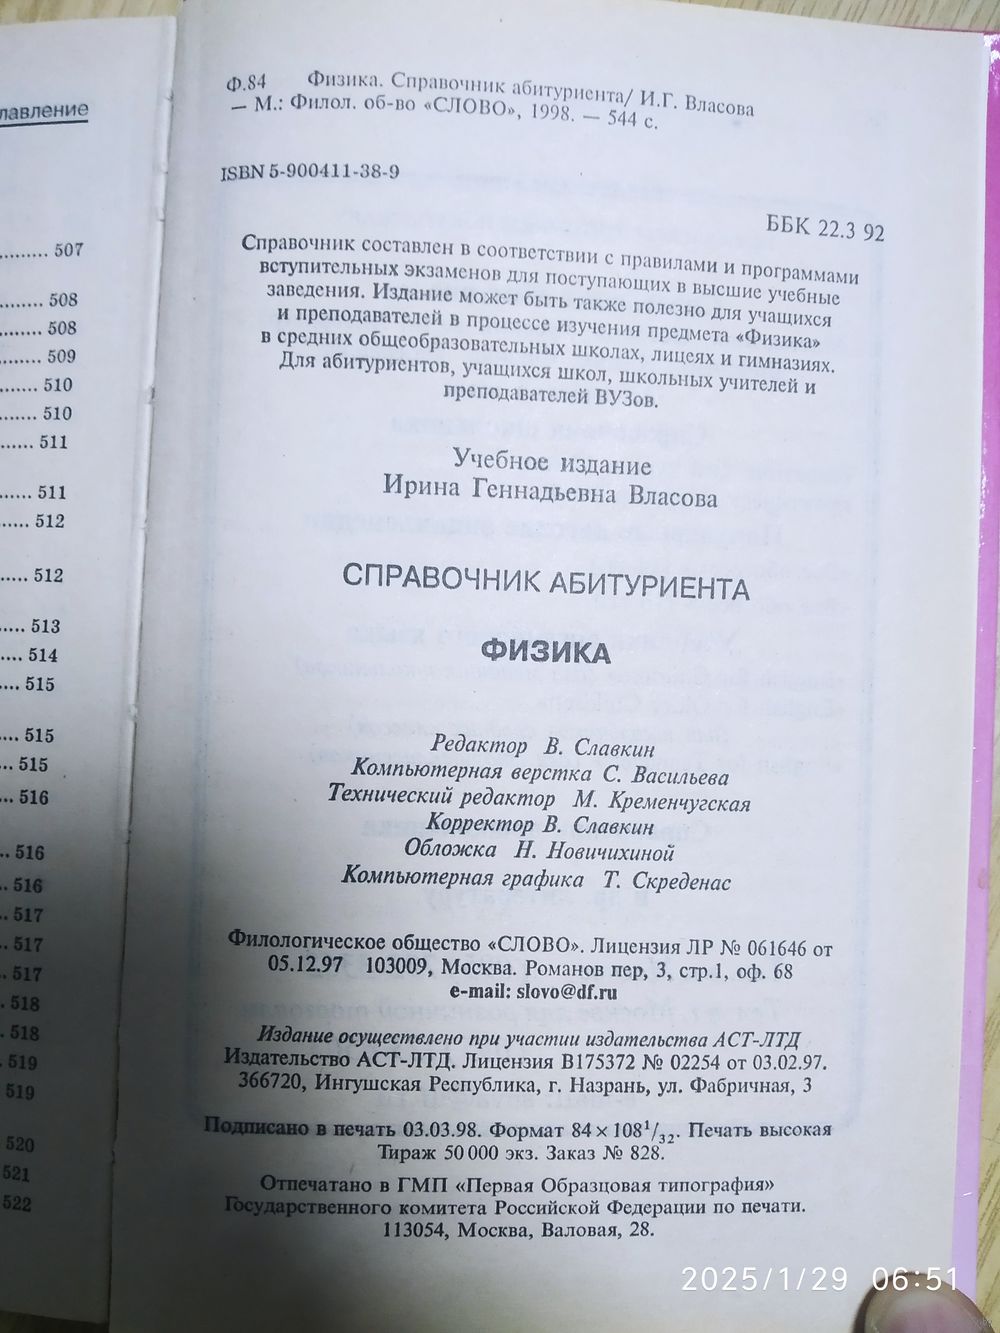 лавление
......... 507
........ 508
........ 508
........ 509
....... 510
....... 510
...... 511
...... 511
...... 512
..... 512
..... 513
.... 514
.... 515
... 515
... 515
... 516
.. 516
.. 516
. 517
. 517
. 517
. 518
. 518
. 519
519
520
521
522
Ф.84 Физика. Справочник абитуриента/ И.Г. Власова
— М.: Филол. об-во «СЛОВО», 1998. — 544 с.
ISBN 5-900411-38-9
ББК 22.3 92
Справочник составлен в соответствии с правилами и программами
вступительных экзаменов для поступающих в высшие учебные
заведения. Издание может быть также полезно для учащихся
и преподавателей в процессе изучения предмета «Физика»
в средних общеобразовательных школах, лицеях и гимназиях.
Для абитуриентов, учащихся школ, школьных учителей и
преподавателей ВУЗов.
Учебное издание
Ирина Геннадьевна Власова
СПРАВОЧНИК АБИТУРИЕНТА
ФИЗИКА
Редактор В. Славкин
Компьютерная верстка С. Васильева
Технический редактор М. Кременчугская
Корректор В. Славкин
Обложка Н. Новичихиной
Компьютерная графика Т. Скреденас
Филологическое общество «СЛОВО». Лицензия ЛР № 061646 от
05.12.97 103009, Москва. Романов пер, 3, стр.1, оф. 68
e-mail: slovo@df.ru
Издание осуществлено при участии издательства АСТ-ЛТД
Издательство АСТ-ЛТД. Лицензия В175372 № 02254 от 03.02.97.
366720, Ингушская Республика, г. Назрань, ул. Фабричная, 3
Подписано в печать 03.03.98. Формат 84×108¹/₃₂. Печать высокая
Тираж 50 000 экз. Заказ № 828.
Отпечатано в ГМП «Первая Образцовая типография»
Государственного комитета Российской Федерации по печати.
113054, Москва, Валовая, 28.
2025/1/29 06:51